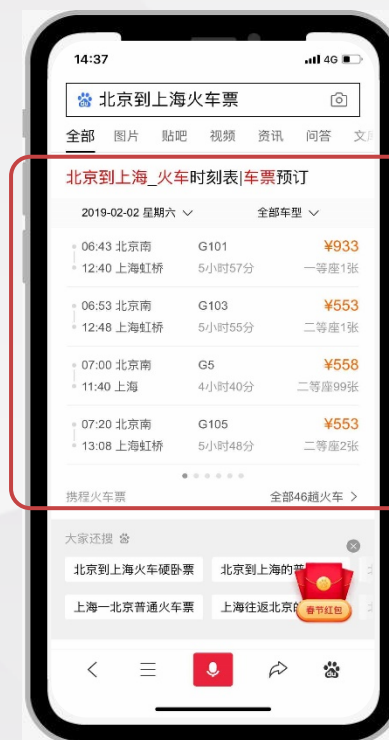 14:37 4G
北京到上海火车票
全部 图片 贴吧 视频 资讯 问答
北京到上海_火车时刻表|车票预订
2019-02-02 星期六 全部车型
06:43 北京南 G101 ¥933
12:40 上海虹桥 5小时57分 一等座1张
06:53 北京南 G103 ¥553
12:48 上海虹桥 5小时55分 二等座1张
07:00 北京南 G5 ¥558
11:40 上海 4小时40分 二等座99张
07:20 北京南 G105 ¥553
13:08 上海虹桥 5小时48分 二等座2张
携程火车票 全部46趟火车 >
大家还搜
北京到上海火车硬卧票 北京到上海的
上海一北京普通火车票 上海往返北京
春节红包